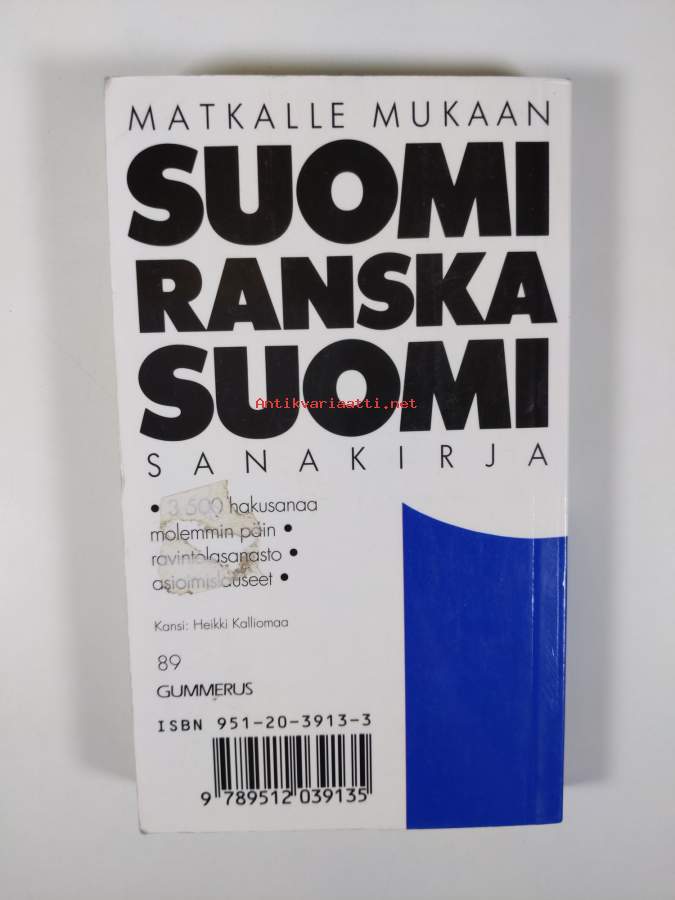 MATKALLE MUKAAN
SUOMI
RANSKA
SUOMI
Antikvariaatti.net
SANAKIRJA
• 3 500 hakusanaa
molemmin päin •
ravintolasanasto •
asioimislauseet •
Kansi: Heikki Kalliomaa
89
GUMMERUS
ISBN 951-20-3913-3
9 789512 039135